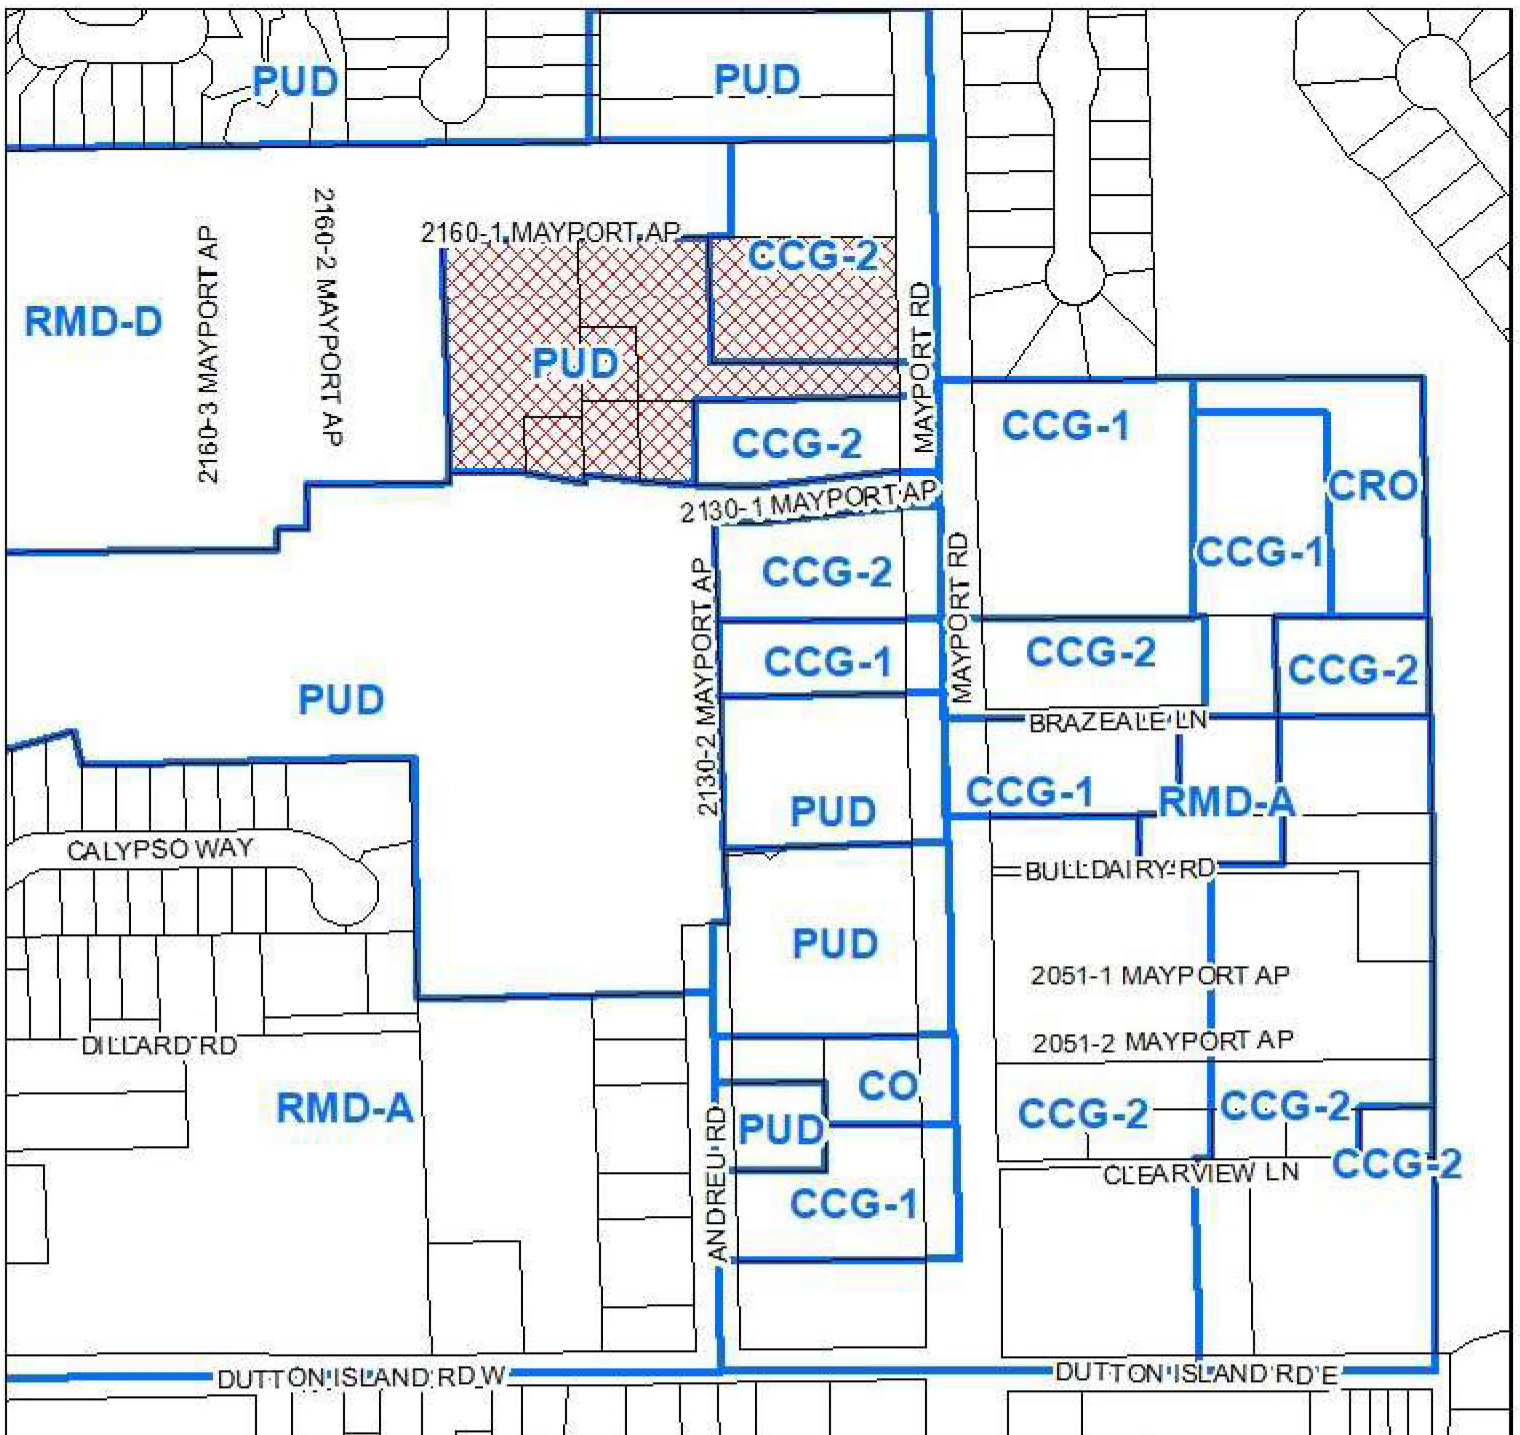 PUD
PUD
2160-1 MAYPORT AP
CCG-2
RMD-D
2160-3 MAYPORT AP
2160-2 MAYPORT AP
PUD
MAYPORT RD
CCG-2
CCG-1
CRO
2130-1 MAYPORT AP
CCG-2
CCG-1
2130-2 MAYPORT AP
MAYPORT RD
CCG-1
CCG-2
CCG-2
PUD
BRAZEALE LN
CCG-1
RMD-A
PUD
CALYPSO WAY
BULLDAIRY RD
PUD
2051-1 MAYPORT AP
2051-2 MAYPORT AP
DILLARD RD
RMD-A
CO
PUD
ANDREU RD
CCG-2
CCG-2
CCG-2
CLEARVIEW LN
CCG-1
DUTTON ISLAND RD W
DUTTON ISLAND RD E